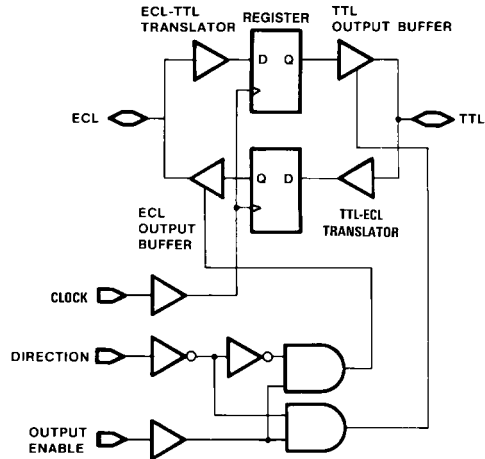 ECL-TTL
TRANSLATOR
REGISTER
TTL
OUTPUT BUFFER
D Q
ECL
TTL
Q D
ECL
OUTPUT
BUFFER
TTL-ECL
TRANSLATOR
CLOCK
DIRECTION
OUTPUT
ENABLE